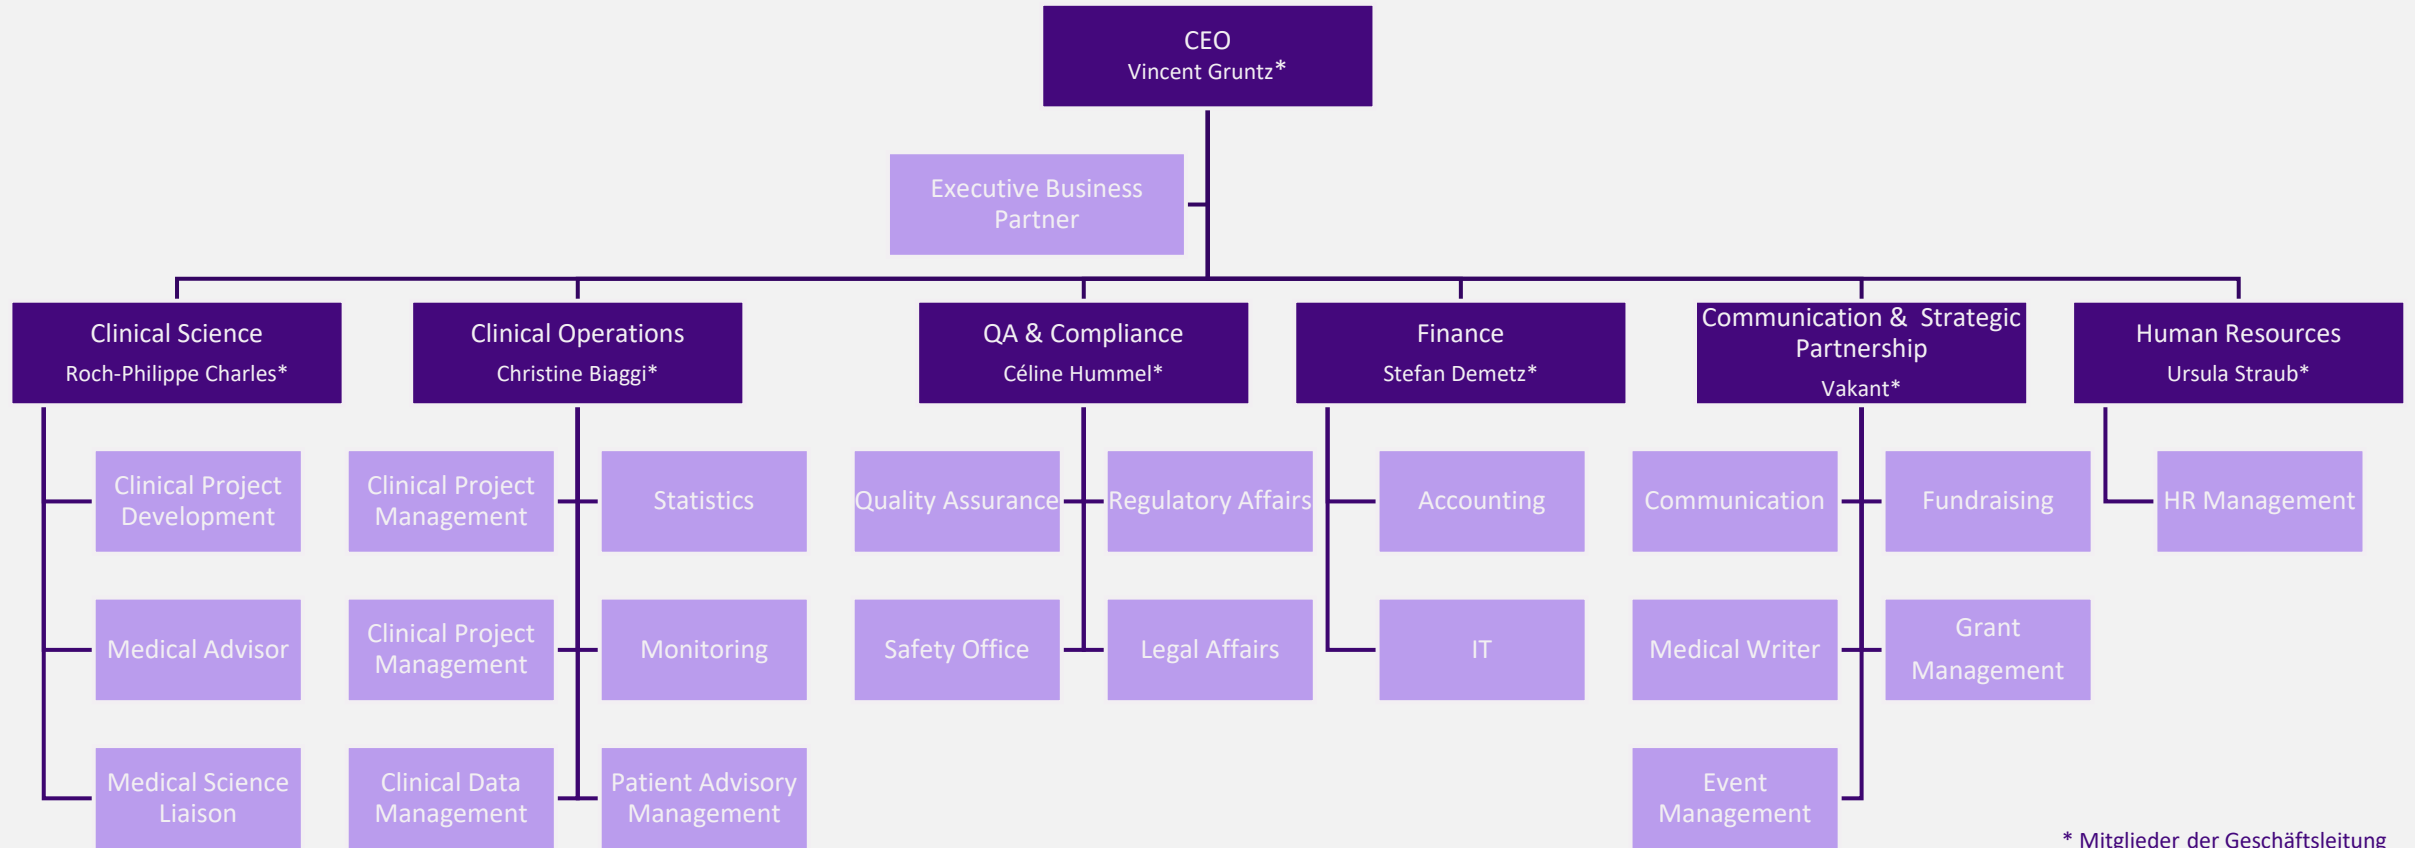 CEO
Vincent Gruntz*
Executive Business
Partner
Clinical Science
Roch-Philippe Charles*
Clinical Operations
Christine Biaggi*
QA & Compliance
Céline Hummel*
Finance
Stefan Demetz*
Communication &  Strategic
Partnership
Vakant*
Human Resources
Ursula Straub*
Clinical Project
Development
Clinical Project
Management
Statistics
Quality Assurance
Regulatory Affairs
Accounting
Communication
Fundraising
HR Management
Medical Advisor
Clinical Project
Management
Monitoring
Safety Office
Legal Affairs
IT
Medical Writer
Grant
Management
Medical Science
Liaison
Clinical Data
Management
Patient Advisory
Management
Event
Management
* Mitglieder der Geschäftsleitung